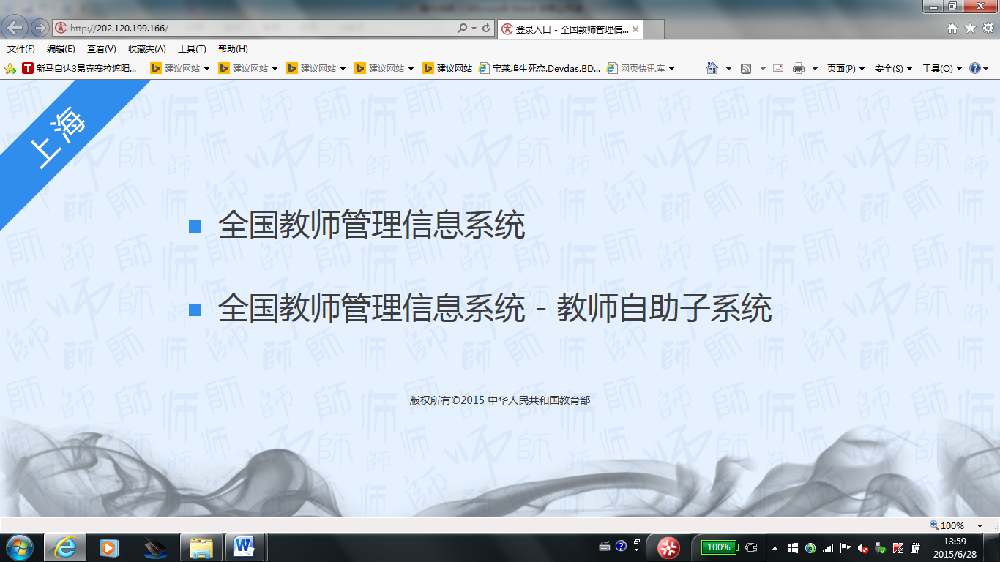 http://202.120.199.166/
登录入口 - 全国教师管理信...
文件(F) 编辑(E) 查看(V) 收藏夹(A) 工具(T) 帮助(H)
新马自达3昂克赛拉遮阳... 建议网站 建议网站 建议网站 建议网站 建议网站 宝莱坞生死恋.Devdas.BD... 网页快讯库 页面(P) 安全(S) 工具(O)
上海
全国教师管理信息系统
全国教师管理信息系统 - 教师自助子系统
版权所有©2015 中华人民共和国教育部
100%
100%
13:59
2015/6/28